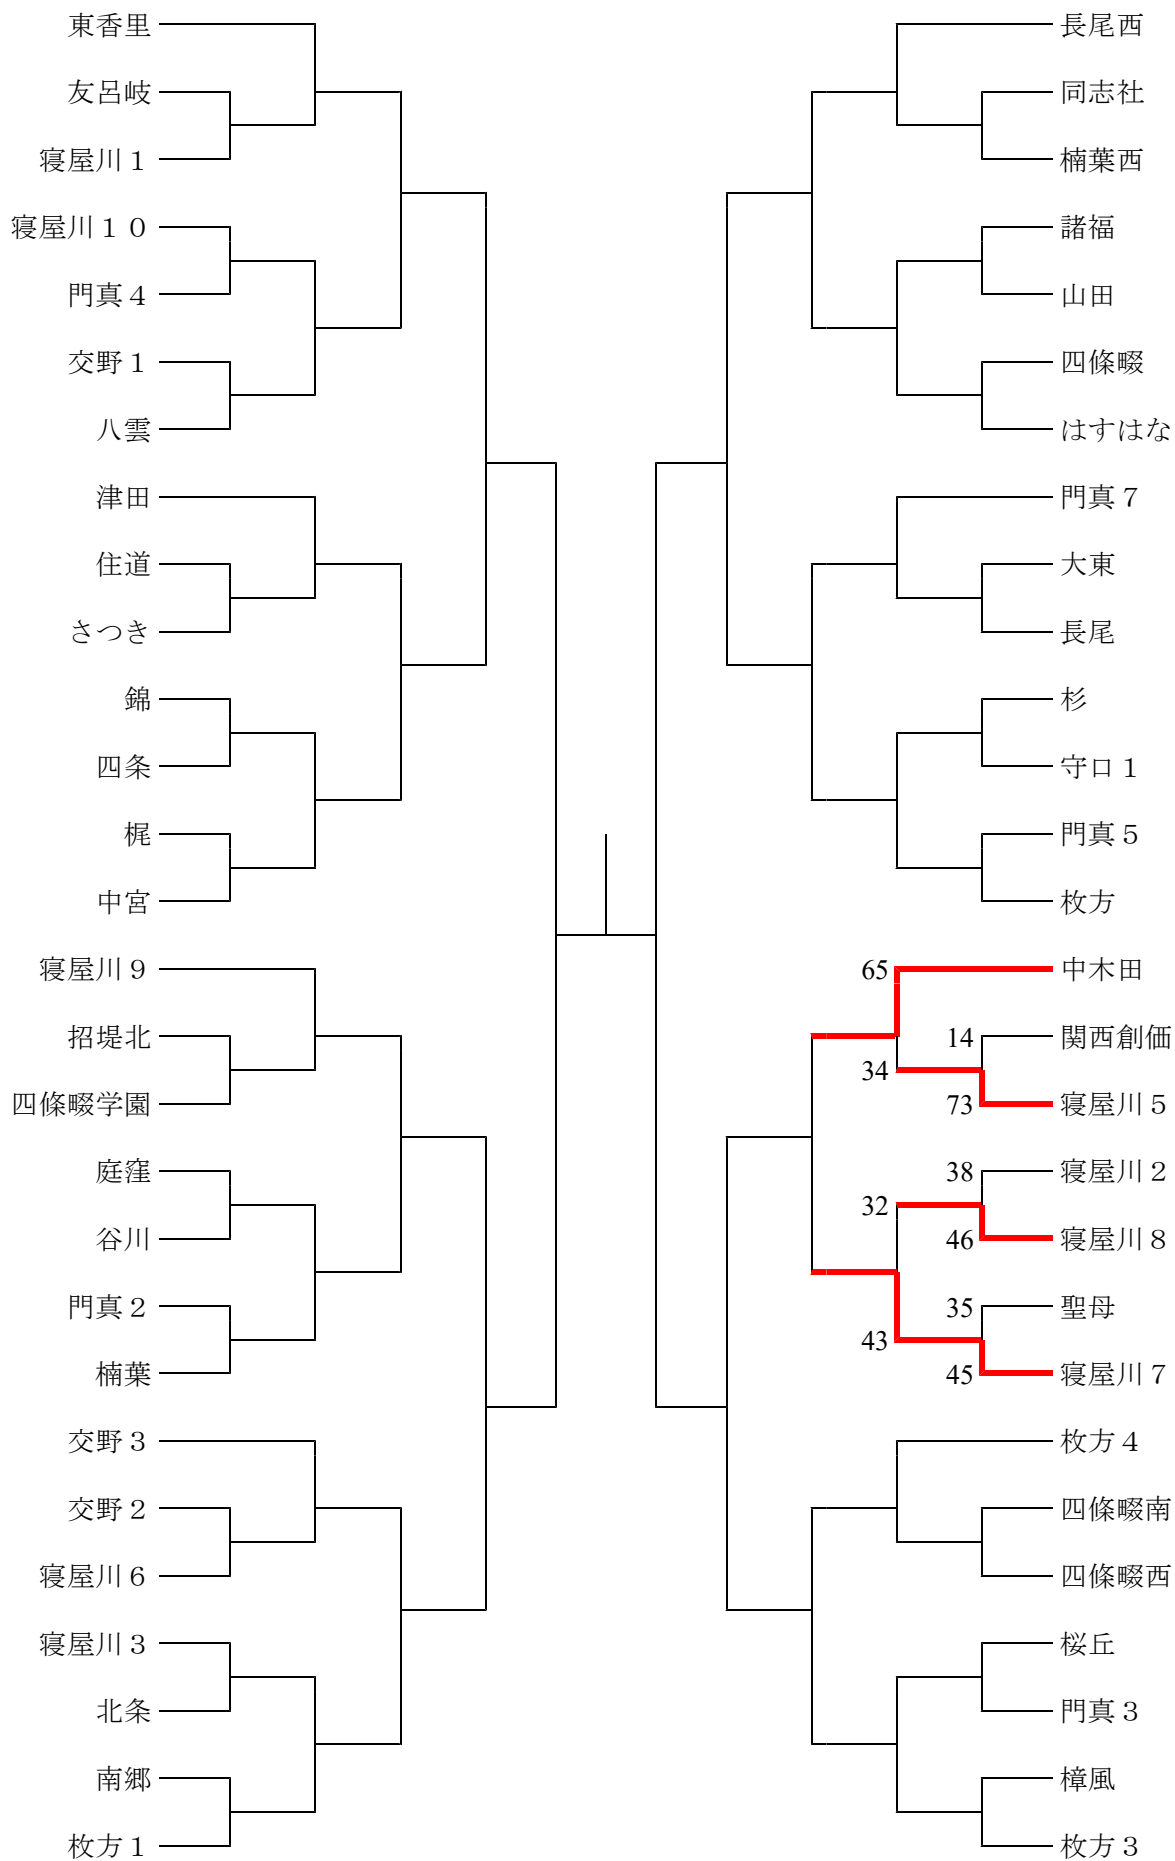 東香里
友呂岐
寝屋川１
寝屋川１０
門真４
交野１
八雲
津田
住道
さつき
錦
四条
梶
中宮
寝屋川９
招堤北
四條畷学園
庭窪
谷川
門真２
楠葉
交野３
交野２
寝屋川６
寝屋川３
北条
南郷
枚方１
長尾西
同志社
楠葉西
諸福
山田
四條畷
はすはな
門真７
大東
長尾
杉
守口１
門真５
枚方
65 中木田
14 関西創価
34
73 寝屋川５
38 寝屋川２
32
46 寝屋川８
35 聖母
43
45 寝屋川７
枚方４
四條畷南
四條畷西
桜丘
門真３
樟風
枚方３